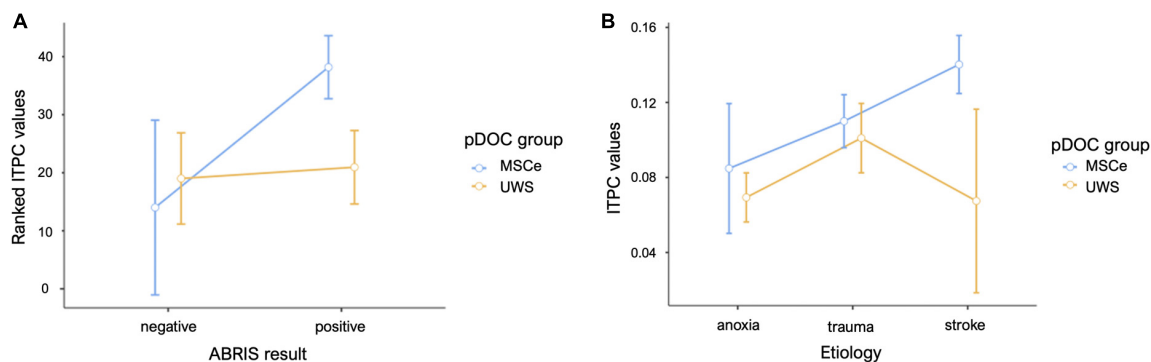 A
Ranked ITPC values
40
30
20
10
0
negative
positive
ABRIS result
pDOC group
MSCe
UWS
B
ITPC values
0.16
0.12
0.08
0.04
anoxia
trauma
stroke
Etiology
pDOC group
MSCe
UWS